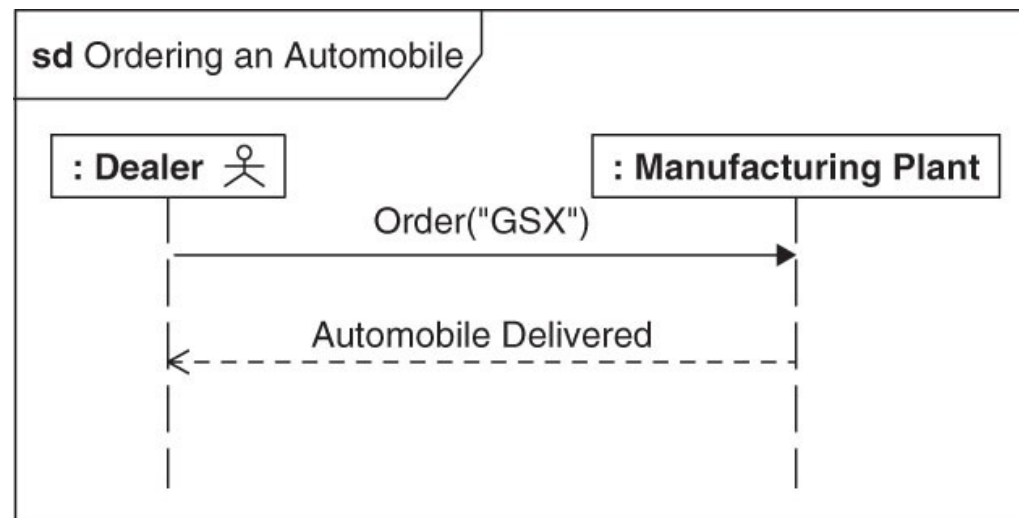 sd Ordering an Automobile
: Dealer
: Manufacturing Plant
Order("GSX")
Automobile Delivered